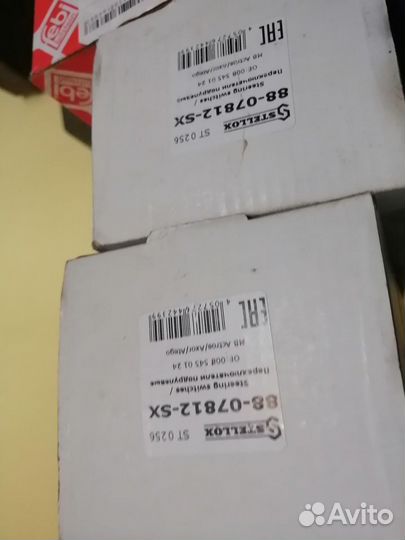 febi
febi
STELLOX
88-07812-SX
ST 0256
Steering switches /
Переключатели подрулевые
OE 008 545 01 24
MB Actros/Axor/Atego
EAC
STELLOX
88-07812-SX
ST 0256
Steering switches /
Переключатели подрулевые
OE 008 545 01 24
MB Actros/Axor/Atego
EAC
Avito